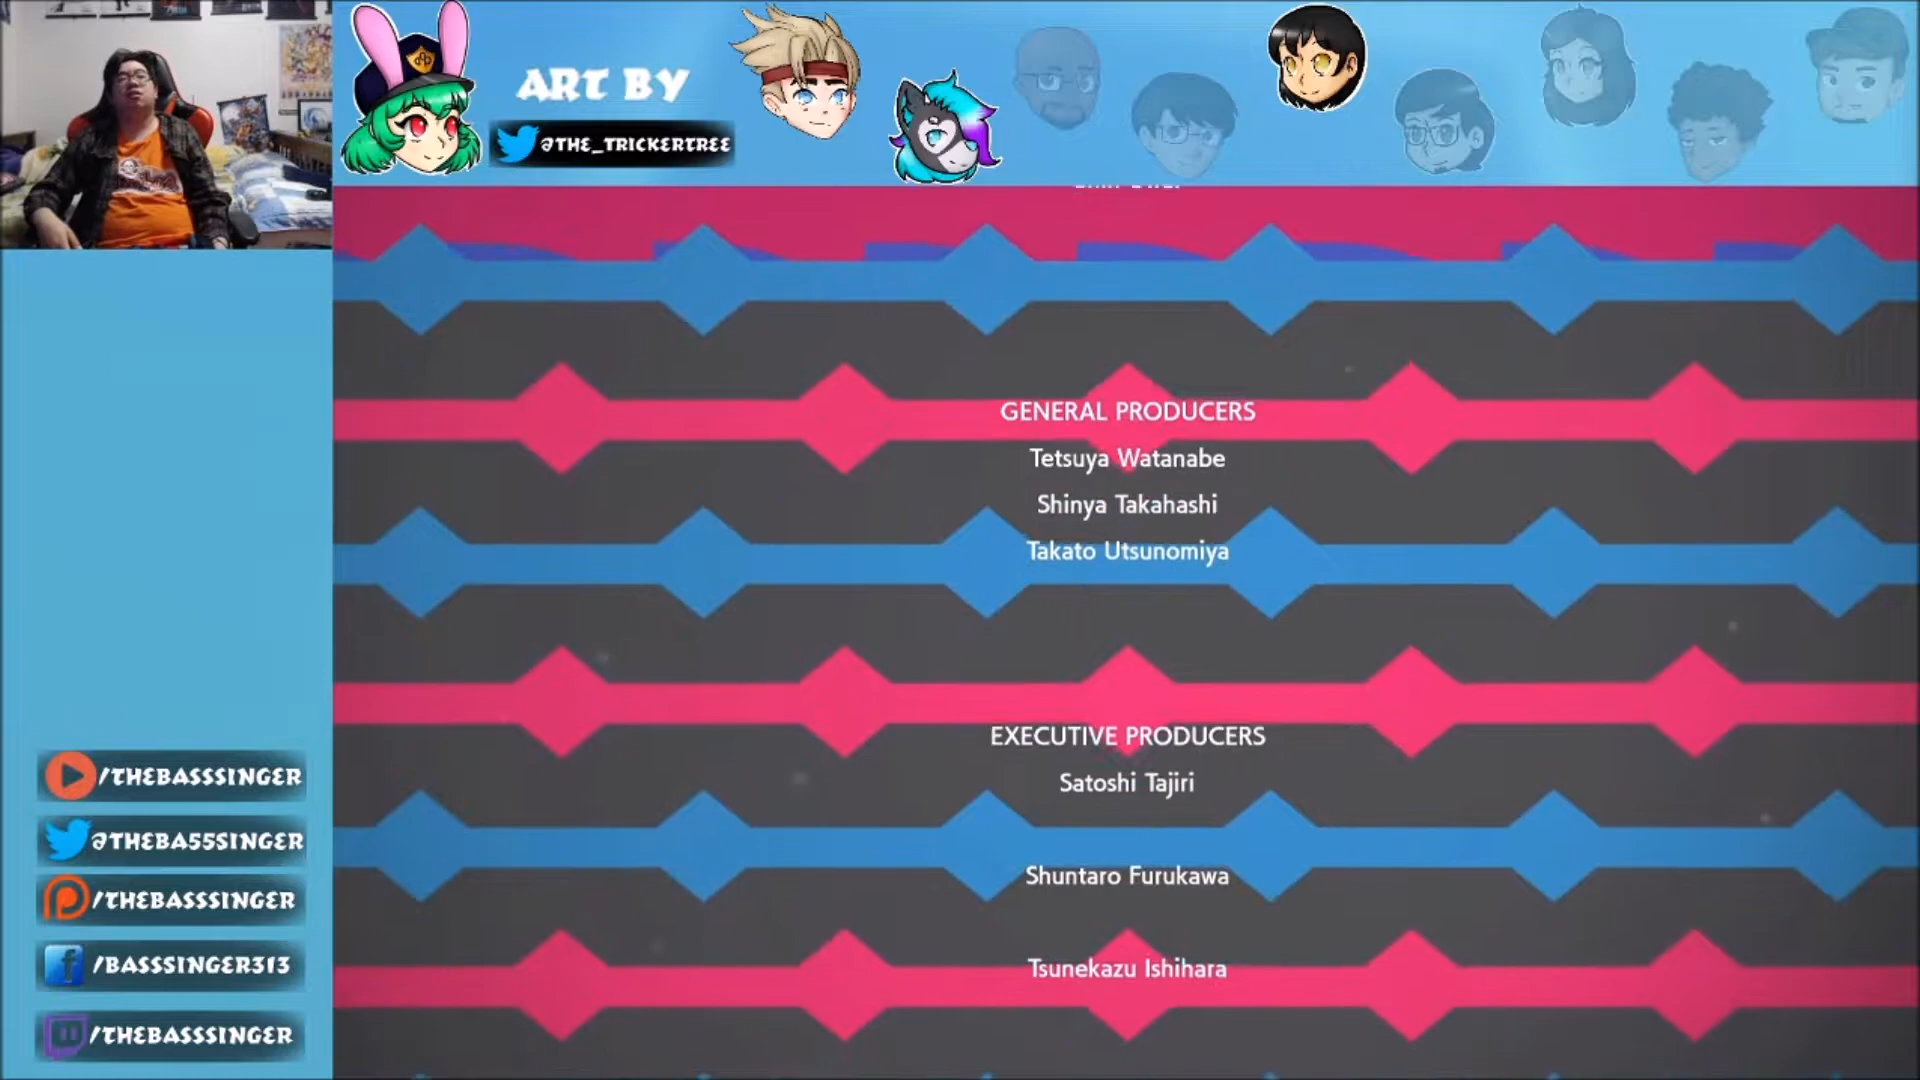 ART BY
@THE_TRICKERTREE
GENERAL PRODUCERS
Tetsuya Watanabe
Shinya Takahashi
Takato Utsunomiya
EXECUTIVE PRODUCERS
Satoshi Tajiri
Shuntaro Furukawa
Tsunekazu Ishihara
/THEBASSSINGER
@THEBA55SINGER
/THEBASSSINGER
/BASSSINGER313
/THEBASSSINGER